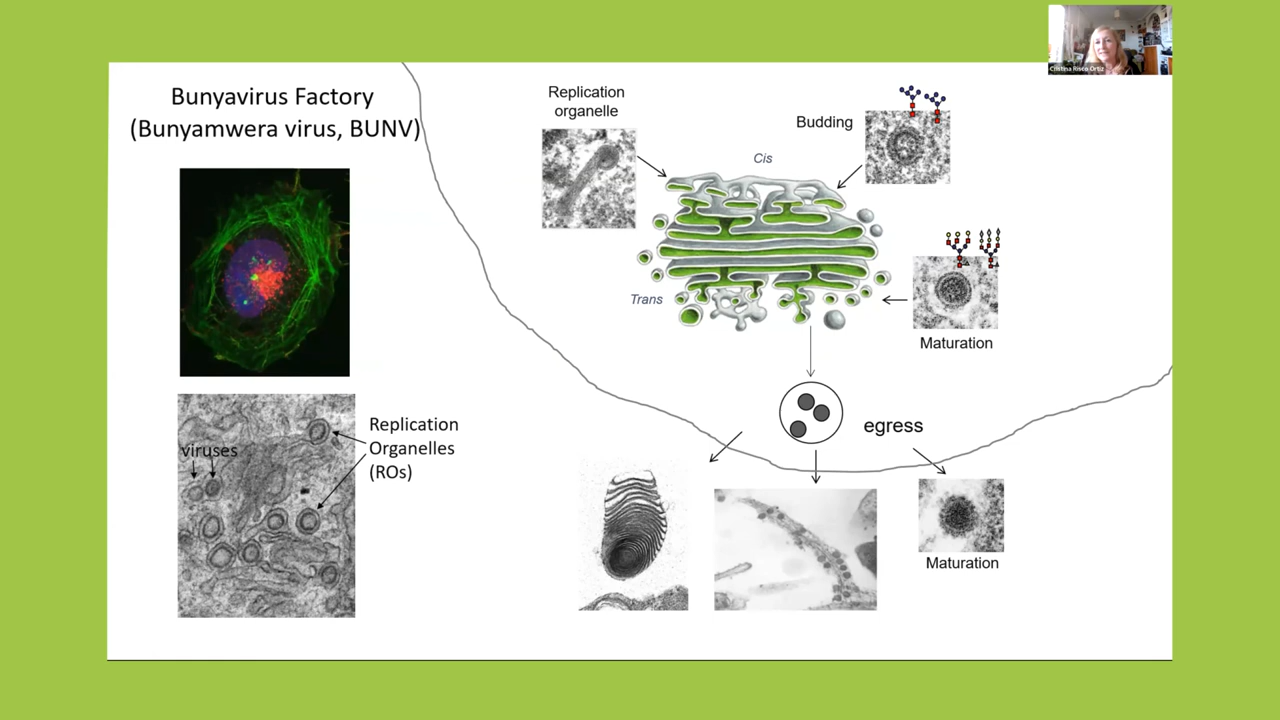 Cristina Risco Ortiz
Bunyavirus Factory
(Bunyamwera virus, BUNV)
Replication
organelle
Budding
Cis
Trans
Maturation
egress
viruses
Replication
Organelles
(ROs)
Maturation